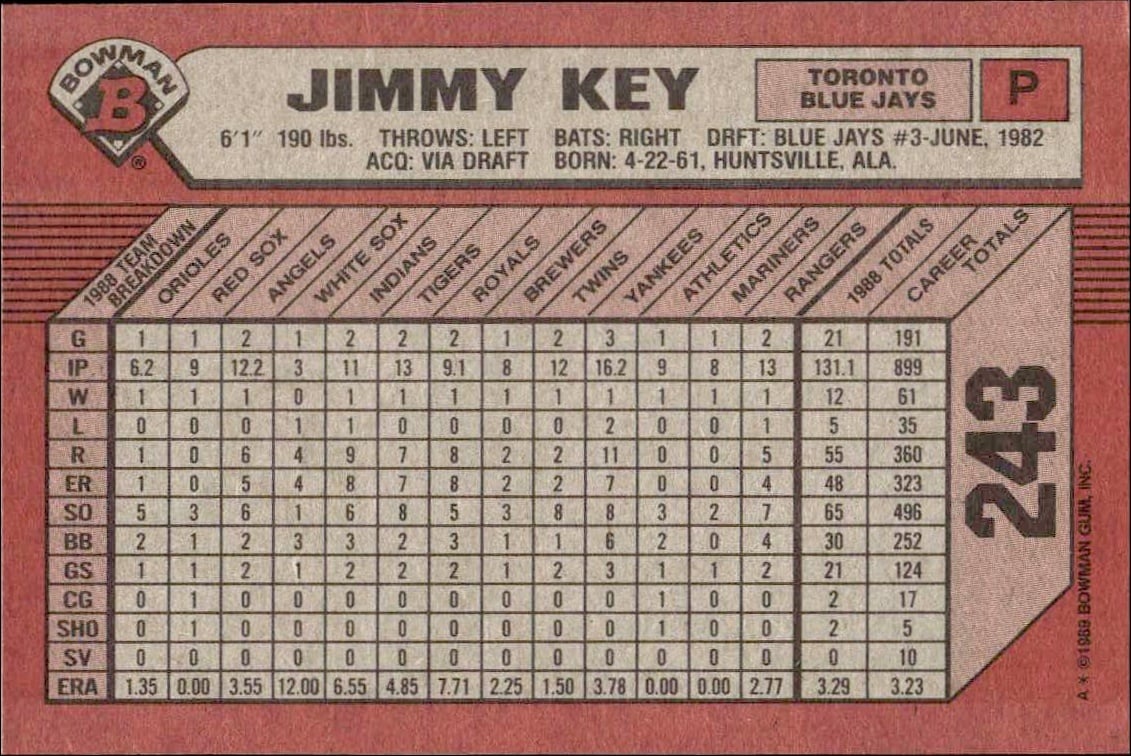 BOWMAN
B
®
JIMMY KEY
TORONTO
BLUE JAYS
P
6'1" 190 lbs. THROWS: LEFT BATS: RIGHT DRFT: BLUE JAYS #3-JUNE, 1982
ACQ: VIA DRAFT BORN: 4-22-61, HUNTSVILLE, ALA.
1988 TEAM BREAKDOWN ORIOLES RED SOX ANGELS WHITE SOX INDIANS TIGERS ROYALS BREWERS TWINS YANKEES ATHLETICS MARINERS RANGERS 1988 TOTALS CAREER TOTALS
G 1 1 2 1 2 2 2 1 2 3 1 1 2 21 191
IP 6.2 9 12.2 3 11 13 9.1 8 12 16.2 9 8 13 131.1 899
W 1 1 1 0 1 1 1 1 1 1 1 1 1 12 61
L 0 0 0 1 1 0 0 0 0 2 0 0 1 5 35
R 1 0 6 4 9 7 8 2 2 11 0 0 5 55 360
ER 1 0 5 4 8 7 8 2 2 7 0 0 4 48 323
SO 5 3 6 1 6 8 5 3 8 8 3 2 7 65 496
BB 2 1 2 3 3 2 3 1 1 6 2 0 4 30 252
GS 1 1 2 1 2 2 2 1 2 3 1 1 2 21 124
CG 0 1 0 0 0 0 0 0 0 0 1 0 0 2 17
SHO 0 1 0 0 0 0 0 0 0 0 1 0 0 2 5
SV 0 0 0 0 0 0 0 0 0 0 0 0 0 0 10
ERA 1.35 0.00 3.55 12.00 6.55 4.85 7.71 2.25 1.50 3.78 0.00 0.00 2.77 3.29 3.23
243
A * ©1989 BOWMAN GUM, INC.